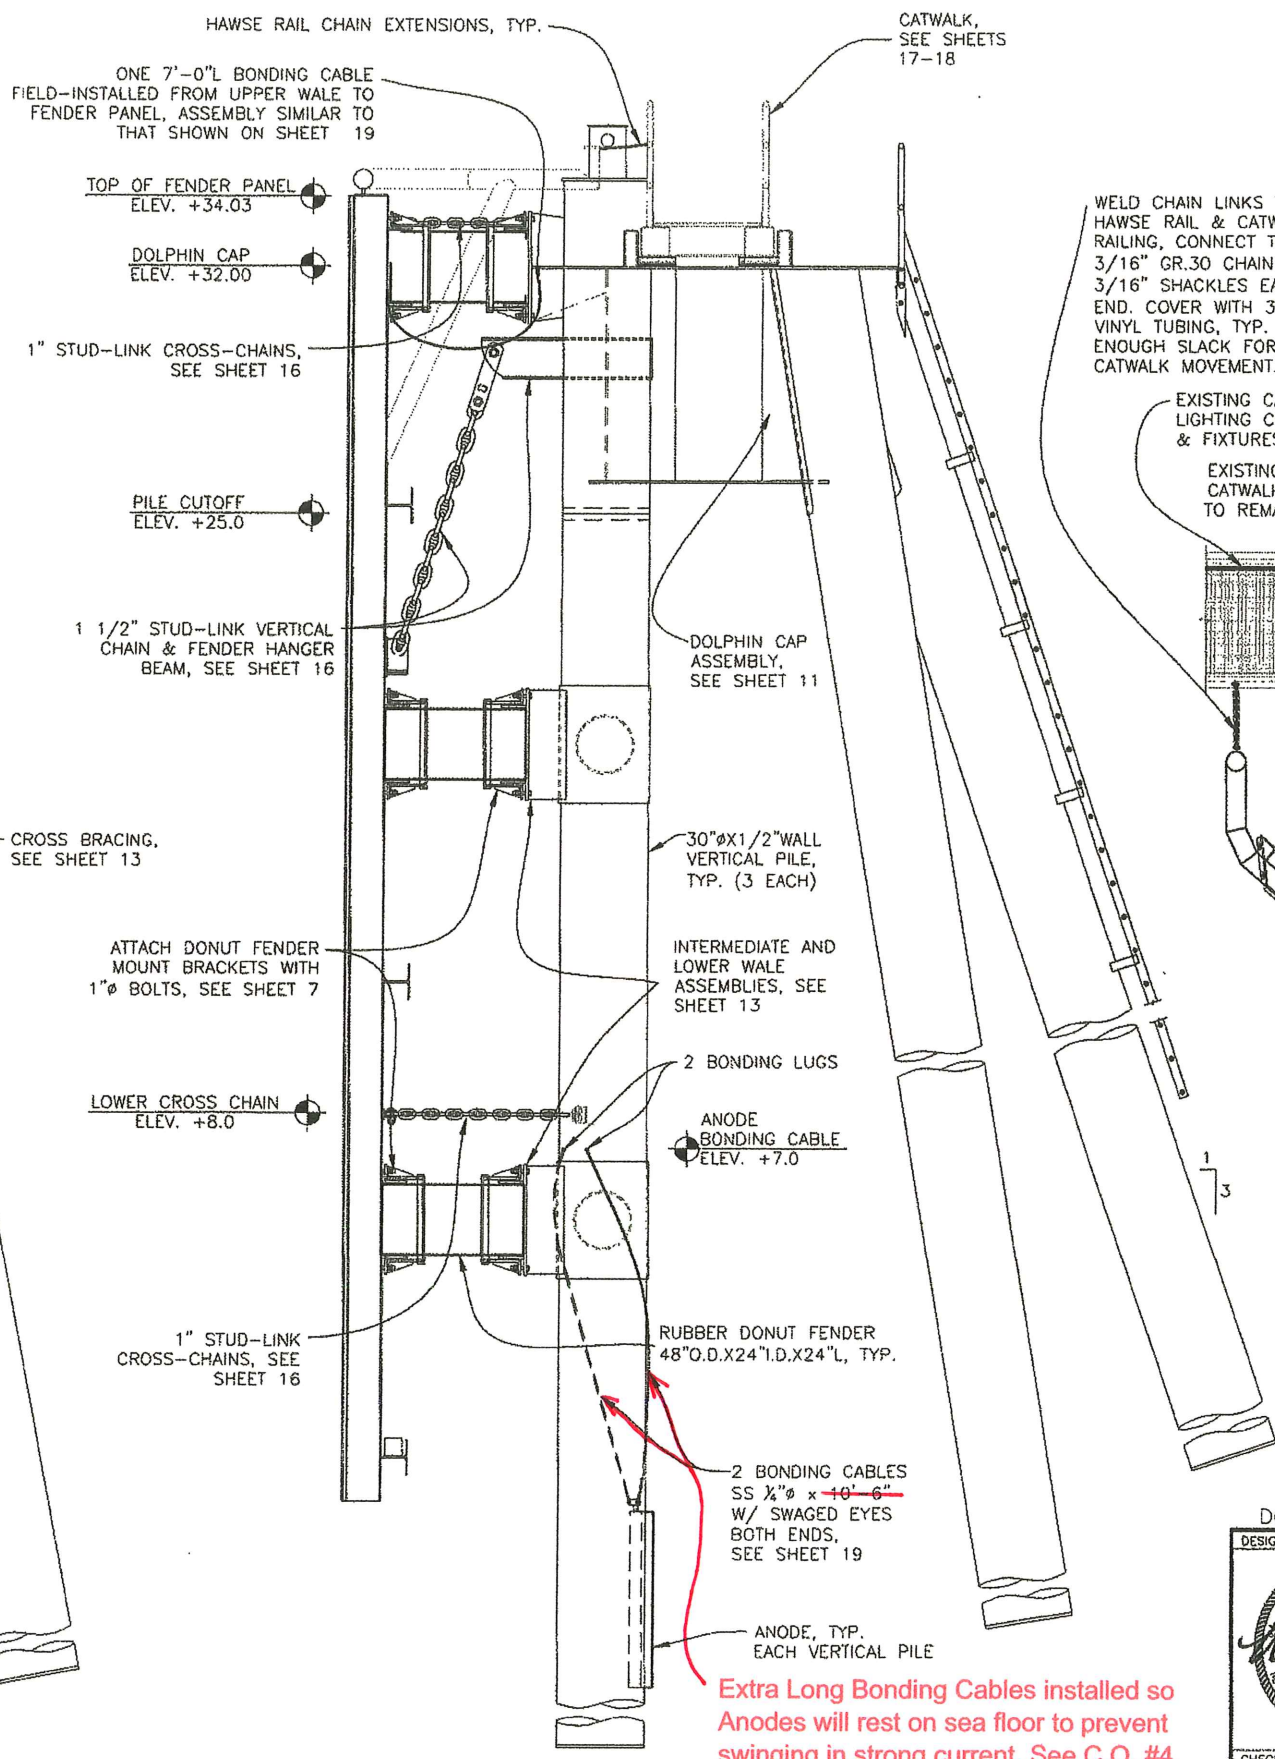 HAWSE RAIL CHAIN EXTENSIONS, TYP.
CATWALK,
SEE SHEETS
17-18
ONE 7'-0"L BONDING CABLE
FIELD-INSTALLED FROM UPPER WALE TO
FENDER PANEL, ASSEMBLY SIMILAR TO
THAT SHOWN ON SHEET 19
TOP OF FENDER PANEL
ELEV. +34.03
DOLPHIN CAP
ELEV. +32.00
1" STUD-LINK CROSS-CHAINS,
SEE SHEET 16
WELD CHAIN LINKS
HAWSE RAIL &
RAILING, CONNECT
3/16" GR.30 CHAIN
3/16" SHACKLES
END. COVER WITH
VINYL TUBING, TYP.
ENOUGH SLACK FOR
CATWALK MOVEMENT.
EXISTING
LIGHTING
& FIXTURES
EXISTING
CATWALK
TO
PILE CUTOFF
ELEV. +25.0
1 1/2" STUD-LINK VERTICAL
CHAIN & FENDER HANGER
BEAM, SEE SHEET 16
DOLPHIN CAP
ASSEMBLY,
SEE SHEET 11
CROSS BRACING,
SEE SHEET 13
30"øX1/2"WALL
VERTICAL PILE,
TYP. (3 EACH)
ATTACH DONUT FENDER
MOUNT BRACKETS WITH
1"ø BOLTS, SEE SHEET 7
INTERMEDIATE AND
LOWER WALE
ASSEMBLIES, SEE
SHEET 13
2 BONDING LUGS
LOWER CROSS CHAIN
ELEV. +8.0
ANODE
BONDING CABLE
ELEV. +7.0
1
3
1" STUD-LINK
CROSS-CHAINS, SEE
SHEET 16
RUBBER DONUT FENDER
48"O.D.X24"I.D.X24"L, TYP.
2 BONDING CABLES
SS ¼"ø x 10'-6"
W/ SWAGED EYES
BOTH ENDS,
SEE SHEET 19
ANODE, TYP.
EACH VERTICAL PILE
Extra Long Bonding Cables installed so
Anodes will rest on sea floor to prevent
swinging in strong current. See C.O. #4